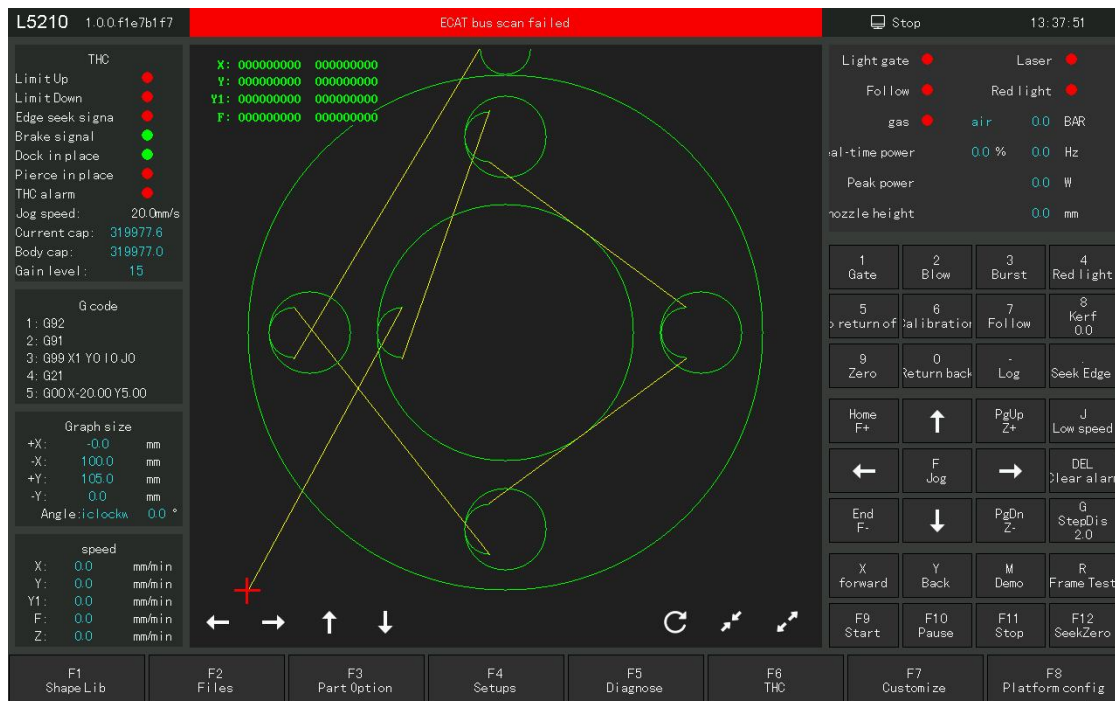 L5210 1.0.0.f1e7b1f7
ECAT bus scan failed
Stop
13:37:51
THC
Limit Up
Limit Down
Edge seek signa
Brake signal
Dock in place
Pierce in place
THC alarm
Jog speed: 20.0mm/s
Current cap: 319977.6
Body cap: 319977.0
Gain level: 15
G code
1: G92
2: G91
3: G99 X1 Y0 I0 J0
4: G21
5: G00 X-20.00 Y5.00
Graph size
+X: -0.0 mm
-X: 100.0 mm
+Y: 105.0 mm
-Y: 0.0 mm
Angle:iclockw 0.0 °
speed
X: 0.0 mm/min
Y: 0.0 mm/min
Y1: 0.0 mm/min
F: 0.0 mm/min
Z: 0.0 mm/min
X: 000000000 000000000
Y: 000000000 000000000
Y1: 000000000 000000000
F: 000000000 000000000
Light gate Laser
Follow Red light
gas air 0.0 BAR
eal-time power 0.0 % 0.0 Hz
Peak power 0.0 W
nozzle height 0.0 mm
1 2 3 4
Gate Blow Burst Red light
5 6 7 8
o return of Calibration Follow Kerf
0.0
9 0 - .
Zero Return back Log Seek Edge
Home PgUp J
F+ ↑ Z+ Low speed
← F → DEL
Jog Clear alarr
End PgDn G
F- ↓ Z- StepDis
2.0
X Y M R
forward Back Demo Frame Test
F9 F10 F11 F12
Start Pause Stop SeekZero
F1 F2 F3 F4 F5 F6 F7 F8
Shape Lib Files Part Option Setups Diagnose THC Customize Platform config